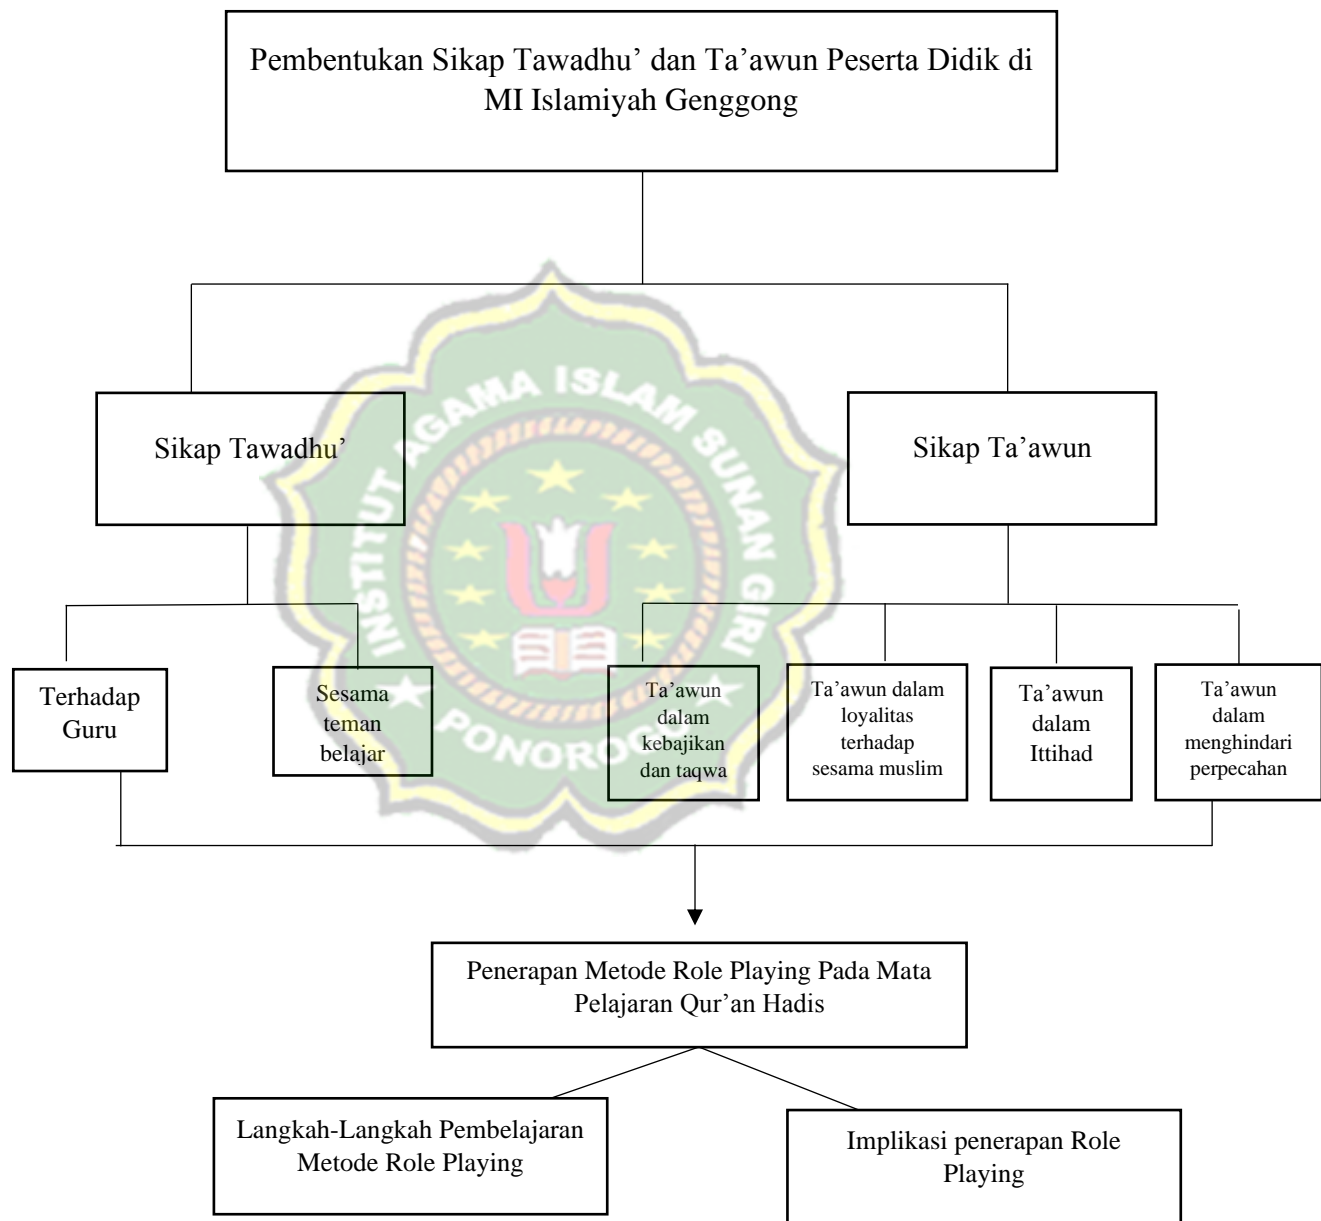 Pembentukan Sikap Tawadhu’ dan Ta’awun Peserta Didik di
MI Islamiyah Genggong
INSTITUT AGAMA ISLAM SUNAN GIRI
PONOROGO
Sikap Tawadhu’
Sikap Ta’awun
Terhadap
Guru
Sesama
teman
belajar
Ta’awun
dalam
kebajikan
dan taqwa
Ta’awun dalam
loyalitas
terhadap
sesama muslim
Ta’awun
dalam
Ittihad
Ta’awun
dalam
menghindari
perpecahan
Penerapan Metode Role Playing Pada Mata
Pelajaran Qur’an Hadis
Langkah-Langkah Pembelajaran
Metode Role Playing
Implikasi penerapan Role
Playing